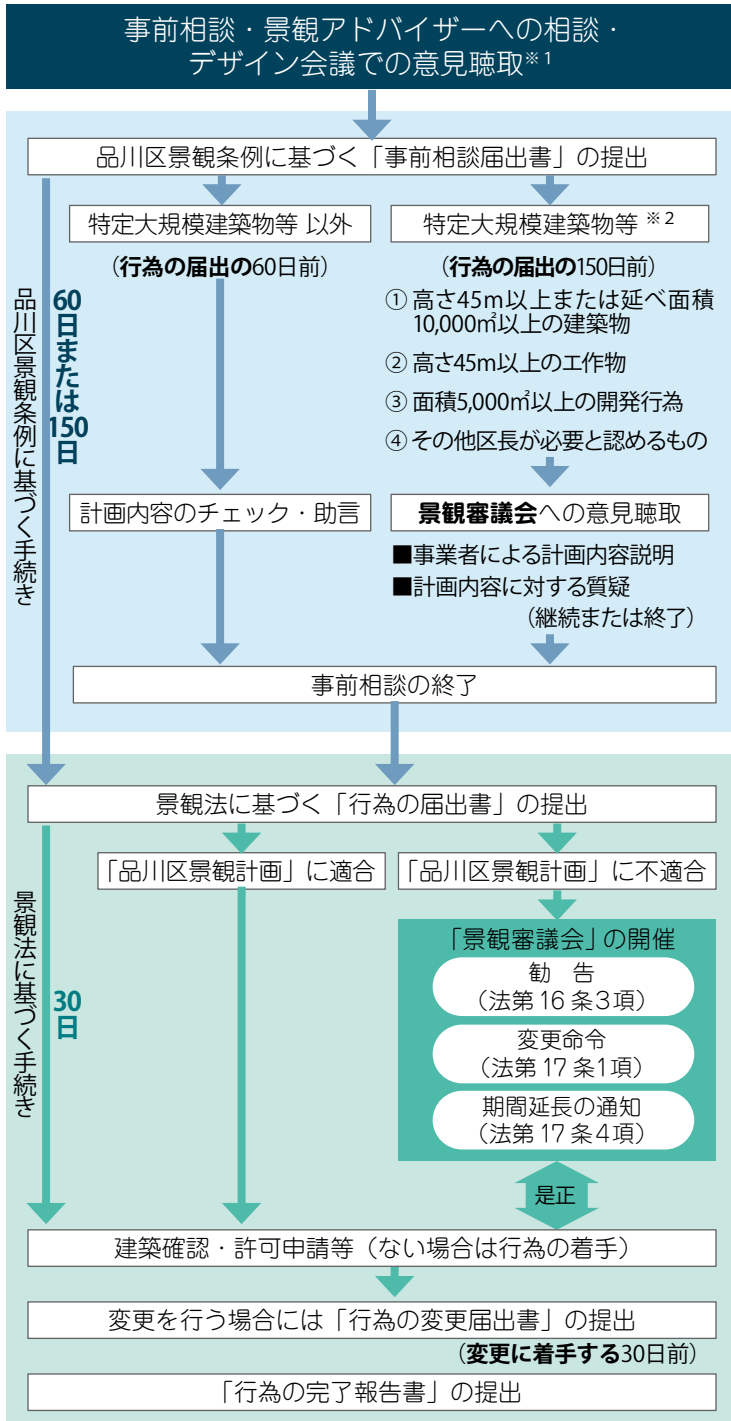 事前相談・景観アドバイザーへの相談・
デザイン会議での意見聴取※1
品川区景観条例に基づく「事前相談届出書」の提出
特定大規模建築物等 以外
(行為の届出の60日前)
特定大規模建築物等 ※2
(行為の届出の150日前)
① 高さ45m以上または延べ面積
10,000㎡以上の建築物
② 高さ45m以上の工作物
③ 面積5,000㎡以上の開発行為
④ その他区長が必要と認めるもの
品川区景観条例に基づく手続き
60日または150日
計画内容のチェック・助言
景観審議会への意見聴取
■事業者による計画内容説明
■計画内容に対する質疑
(継続または終了)
事前相談の終了
景観法に基づく「行為の届出書」の提出
「品川区景観計画」に適合
「品川区景観計画」に不適合
景観法に基づく手続き
30日
「景観審議会」の開催
勧　告
(法第16条3項)
変更命令
(法第17条1項)
期間延長の通知
(法第17条4項)
是正
建築確認・許可申請等(ない場合は行為の着手)
変更を行う場合には「行為の変更届出書」の提出
(変更に着手する30日前)
「行為の完了報告書」の提出